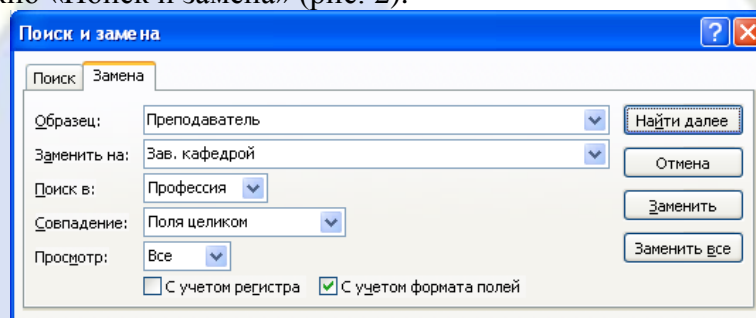 «Поиск и замена» (рис. 2).
Поиск и замена
Поиск Замена
Образец: Преподаватель Найти далее
Заменить на: Зав. кафедрой Отмена
Поиск в: Профессия Заменить
Совпадение: Поля целиком
Просмотр: Все Заменить все
С учетом регистра С учетом формата полей